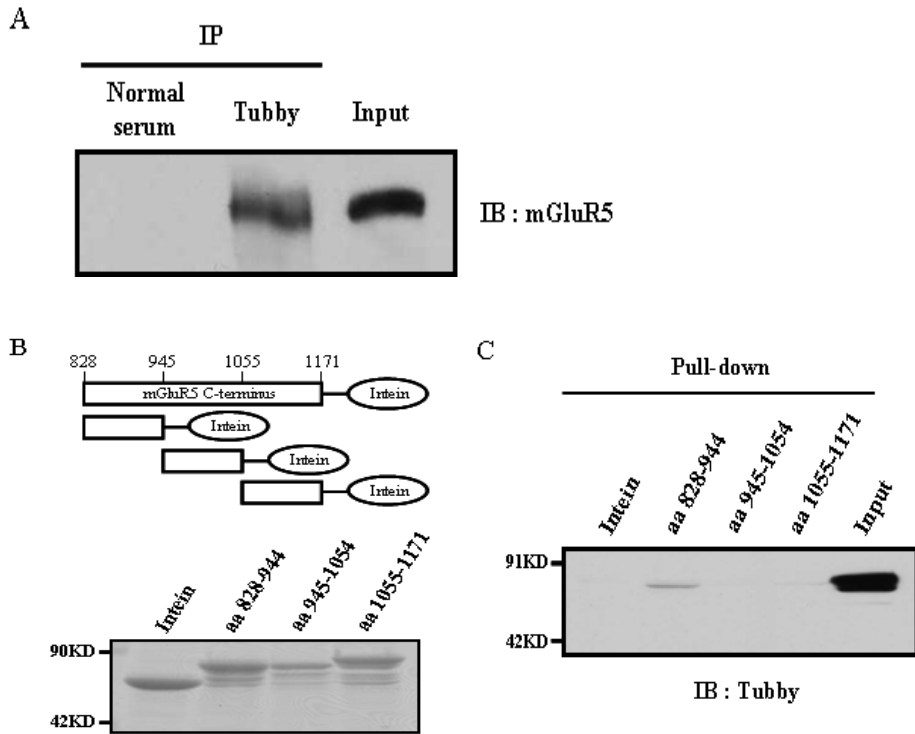 A
IP
Normal serum
Tubby
Input
IB : mGluR5
B
828 945 1055 1171
mGluR5 C-terminus
Intein
Intein
Intein
Intein
Intein
aa 828-944
aa 945-1054
aa 1055-1171
90KD
42KD
C
Pull-down
Intein
aa 828-944
aa 945-1054
aa 1055-1171
Input
91KD
42KD
IB : Tubby